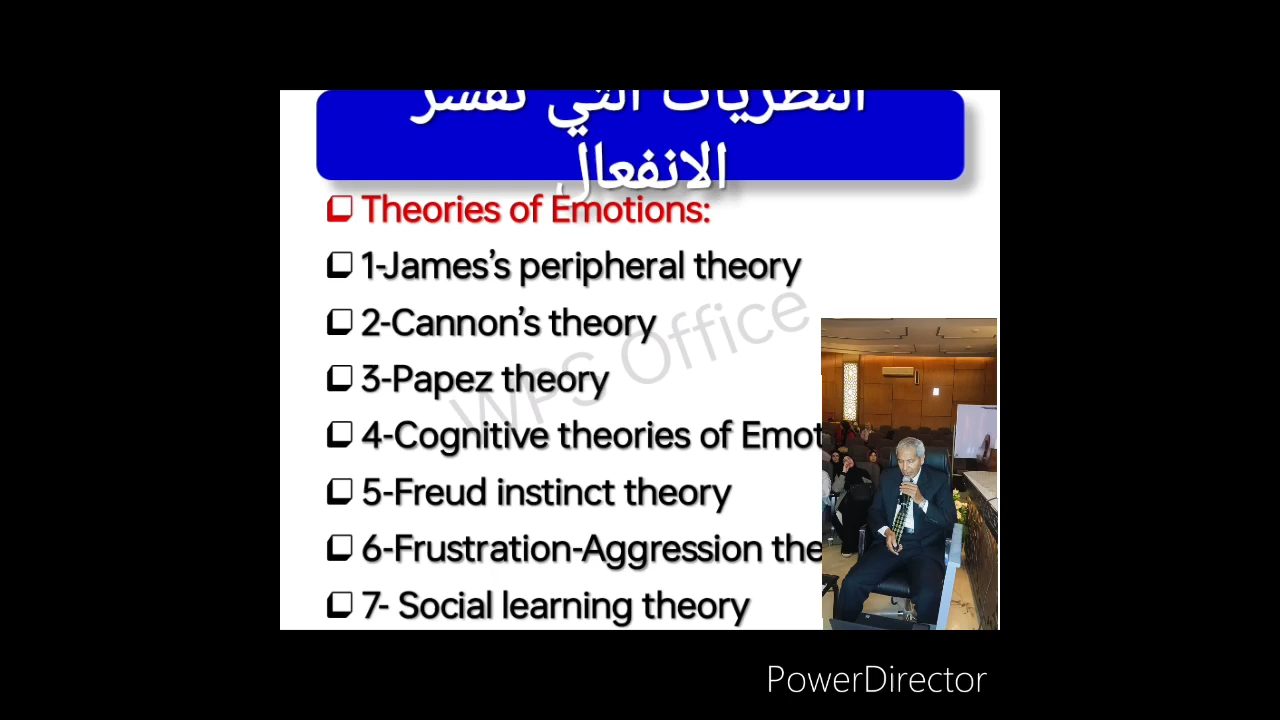 النظريات التي تفسر
الانفعال
Theories of Emotions:
1-James's peripheral theory
2-Cannon's theory
3-Papez theory
4-Cognitive theories of Emot
5-Freud instinct theory
6-Frustration-Aggression the
7- Social learning theory
WPS Office
PowerDirector